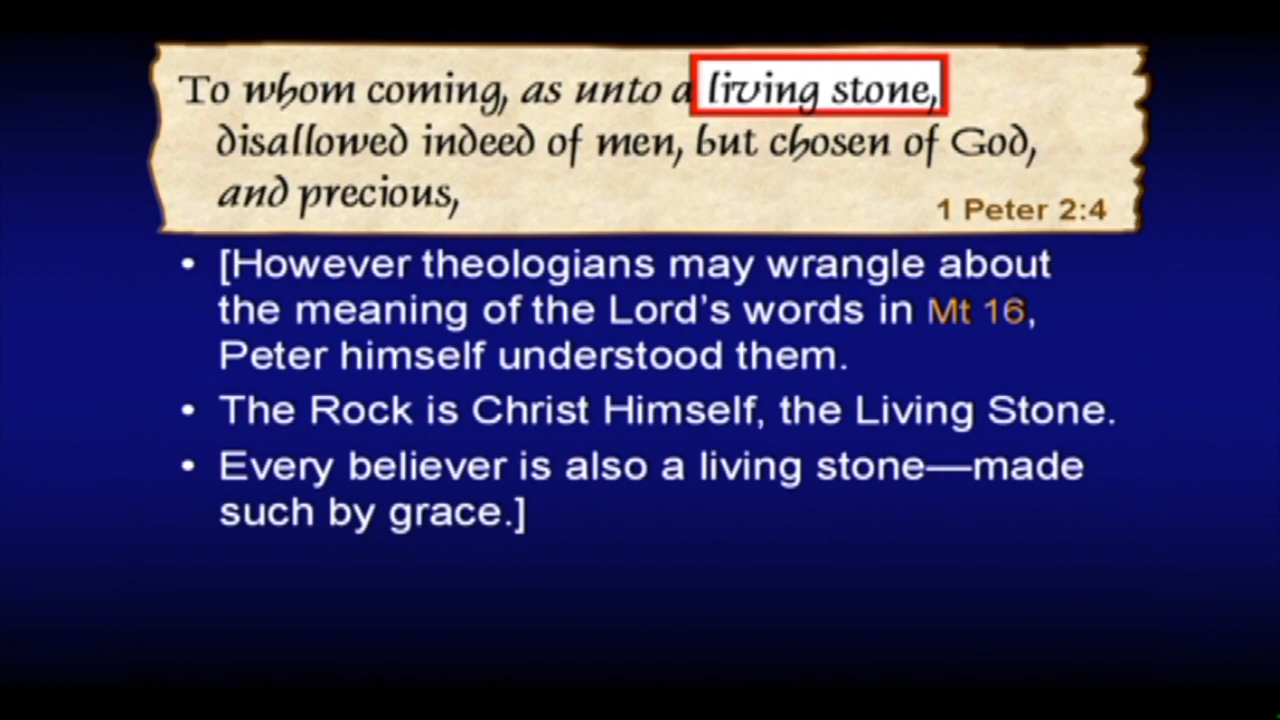 To whom coming, as unto a living stone,
disallowed indeed of men, but chosen of God,
and precious,
1 Peter 2:4
• [However theologians may wrangle about
the meaning of the Lord’s words in Mt 16,
Peter himself understood them.
• The Rock is Christ Himself, the Living Stone.
• Every believer is also a living stone—made
such by grace.]